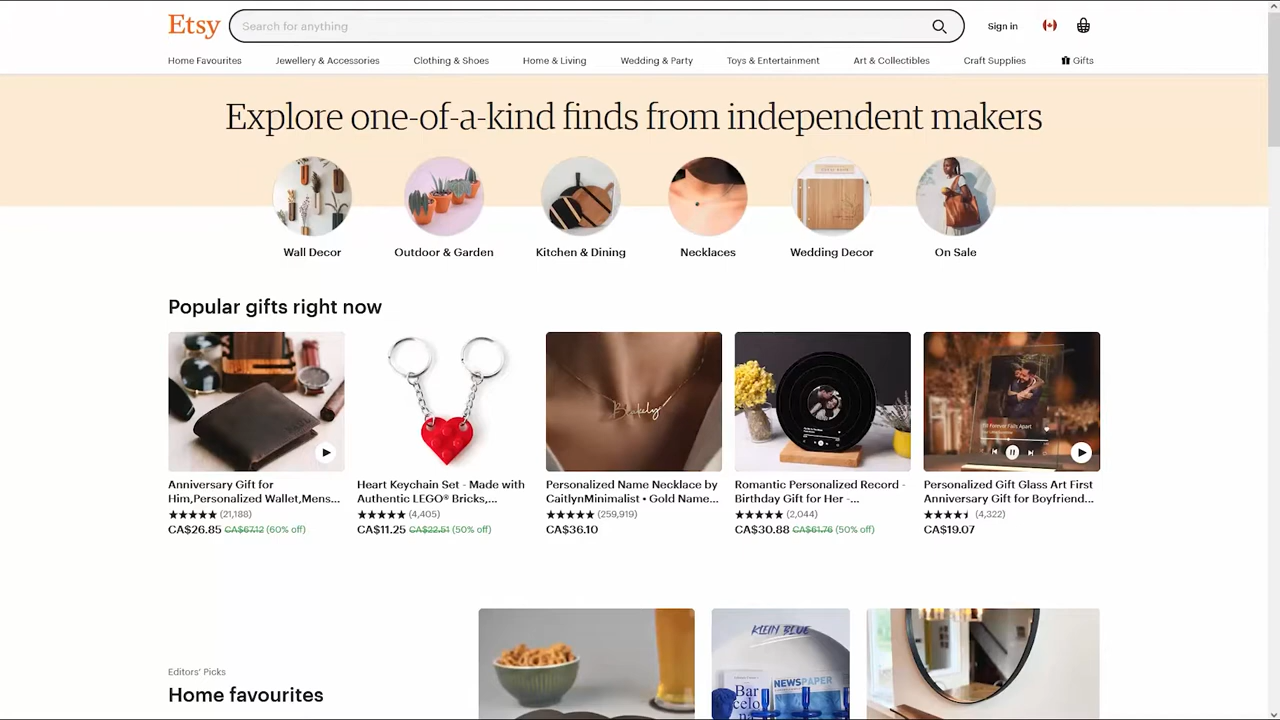 Etsy
Search for anything
Sign in
Home Favourites
Jewellery & Accessories
Clothing & Shoes
Home & Living
Wedding & Party
Toys & Entertainment
Art & Collectibles
Craft Supplies
Gifts
Explore one-of-a-kind finds from independent makers
Wall Decor
Outdoor & Garden
Kitchen & Dining
Necklaces
Wedding Decor
On Sale
Popular gifts right now
Blakely
Anniversary Gift for
Him,Personalized Wallet,Mens...
(21,188)
CA$26.85 CA$67.12 (60% off)
Heart Keychain Set - Made with
Authentic LEGO® Bricks,...
(4,405)
CA$11.25 CA$22.51 (50% off)
Personalized Name Necklace by
CaitlynMinimalist • Gold Name...
(259,919)
CA$36.10
Romantic Personalized Record -
Birthday Gift for Her -...
(2,044)
CA$30.88 CA$61.76 (50% off)
Personalized Gift Glass Art First
Anniversary Gift for Boyfriend...
(4,322)
CA$19.07
Editors' Picks
Home favourites
KLEIN BLUE
NEWSPAPER
Bar
celo
na